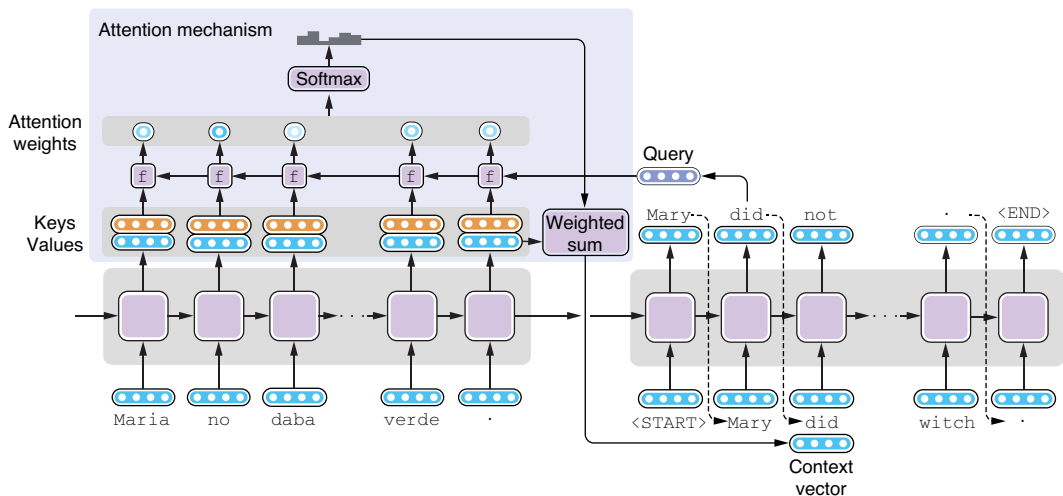 Attention mechanism
Softmax
Attention
weights
f f f f f
Query
Keys
Values
Weighted
sum
Mary did not . <END>
Maria no daba verde .
<START> Mary did witch .
Context
vector